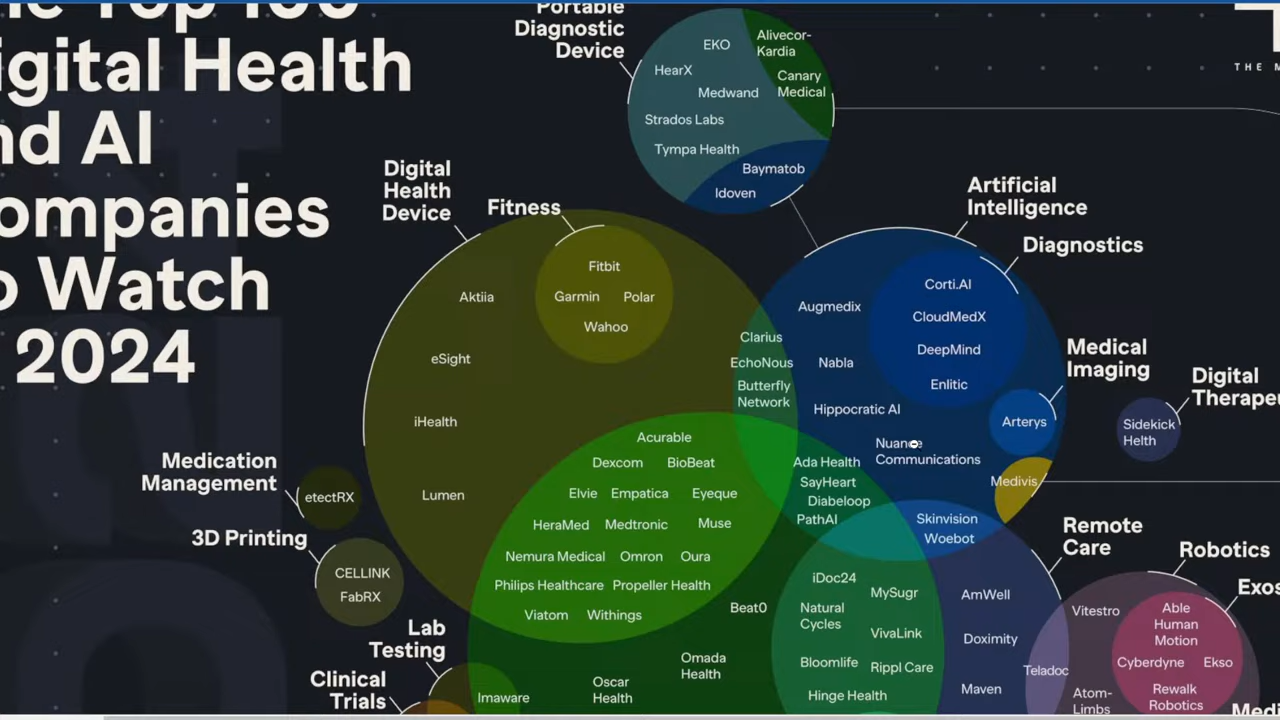 he Top 100
igital Health
nd AI
ompanies
o Watch
2024
THE M
Portable
Diagnostic
Device
EKO
Alivecor-
Kardia
HearX
Canary
Medical
Medwand
Strados Labs
Tympa Health
Baymatob
Idoven
Digital
Health
Device
Fitness
Fitbit
Garmin
Polar
Wahoo
Aktiia
eSight
iHealth
Lumen
Artificial
Intelligence
Diagnostics
Corti.AI
CloudMedX
DeepMind
Enlitic
Augmedix
Clarius
EchoNous
Nabla
Butterfly
Network
Hippocratic AI
Nuance
Communications
Medical
Imaging
Arterys
Medivis
Digital
Therape
Sidekick
Helth
Acurable
Dexcom
BioBeat
Elvie
Empatica
Eyeque
HeraMed
Medtronic
Muse
Nemura Medical
Omron
Oura
Philips Healthcare
Propeller Health
Viatom
Withings
Ada Health
SayHeart
Diabeloop
PathAI
Skinvision
Woebot
Medication
Management
etectRX
3D Printing
CELLINK
FabRX
Lab
Testing
Clinical
Trials
Imaware
Beat0
Omada
Health
Oscar
Health
iDoc24
MySugr
Natural
Cycles
VivaLink
Bloomlife
Rippl Care
Hinge Health
Remote
Care
AmWell
Doximity
Maven
Teladoc
Robotics
Exos
Vitestro
Able
Human
Motion
Cyberdyne
Ekso
Rewalk
Robotics
Atom-
Limbs
Medi